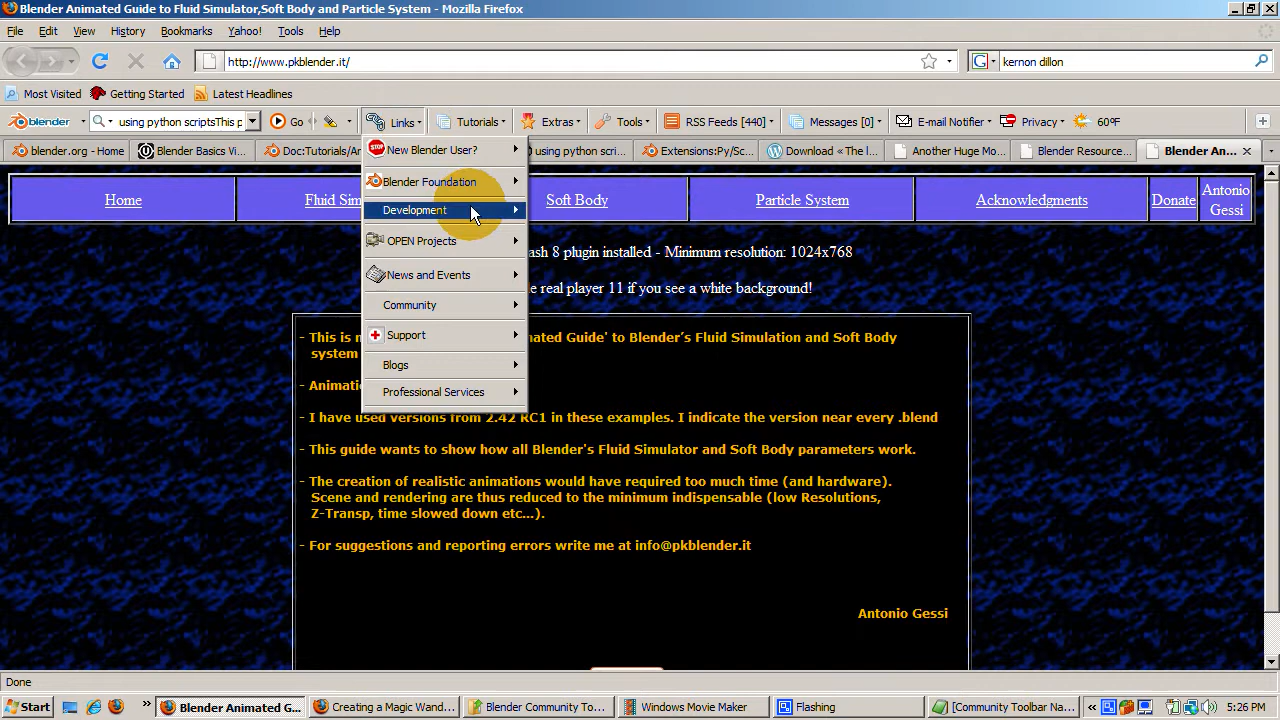 Blender Animated Guide to Fluid Simulator,Soft Body and Particle System - Mozilla Firefox
File Edit View History Bookmarks Yahoo! Tools Help
http://www.pkblender.it/ kernon dillon
Most Visited Getting Started Latest Headlines
blender using python scriptsThis p Go Links Tutorials Extras Tools RSS Feeds [440] Messages [0] E-mail Notifier Privacy 60°F
blender.org - Home Blender Basics Vi... Doc:Tutorials/An using python scri... Extensions:Py/Sc... Download « The l... Another Huge Mo... Blender Resource... Blender An...
New Blender User?
Blender Foundation
Development
OPEN Projects
News and Events
Community
Support
Blogs
Professional Services
Home Fluid Sim Soft Body Particle System Acknowledgments Donate Antonio Gessi
ash 8 plugin installed - Minimum resolution: 1024x768
e real player 11 if you see a white background!
- This is m nated Guide' to Blender's Fluid Simulation and Soft Body
system
- Animati
- I have used versions from 2.42 RC1 in these examples. I indicate the version near every .blend
- This guide wants to show how all Blender's Fluid Simulator and Soft Body parameters work.
- The creation of realistic animations would have required too much time (and hardware).
Scene and rendering are thus reduced to the minimum indispensable (low Resolutions,
Z-Transp, time slowed down etc...).
- For suggestions and reporting errors write me at info@pkblender.it
Antonio Gessi
Done
Start » Blender Animated G... Creating a Magic Wand... Blender Community To... Windows Movie Maker Flashing [Community Toolbar Na... « 5:26 PM